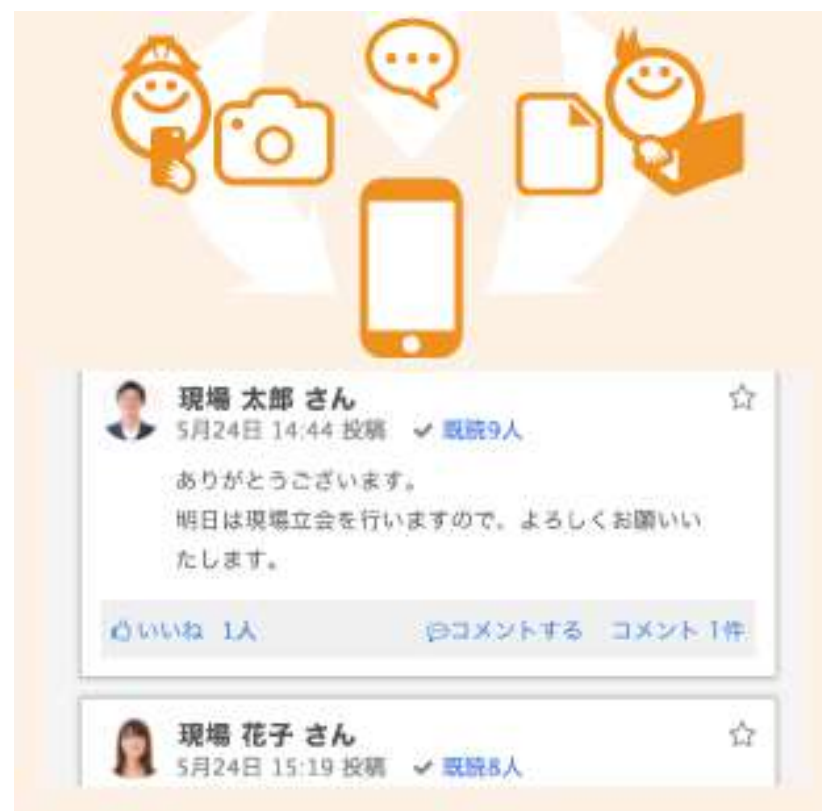 現場 太郎 さん
5月24日 14:44 投稿 ✔ 既読9人
ありがとうございます。
明日は現場立会を行いますので、よろしくお願いい
たします。
いいね 1人 コメントする コメント 1件
現場 花子 さん
5月24日 15:19 投稿 ✔ 既読8人